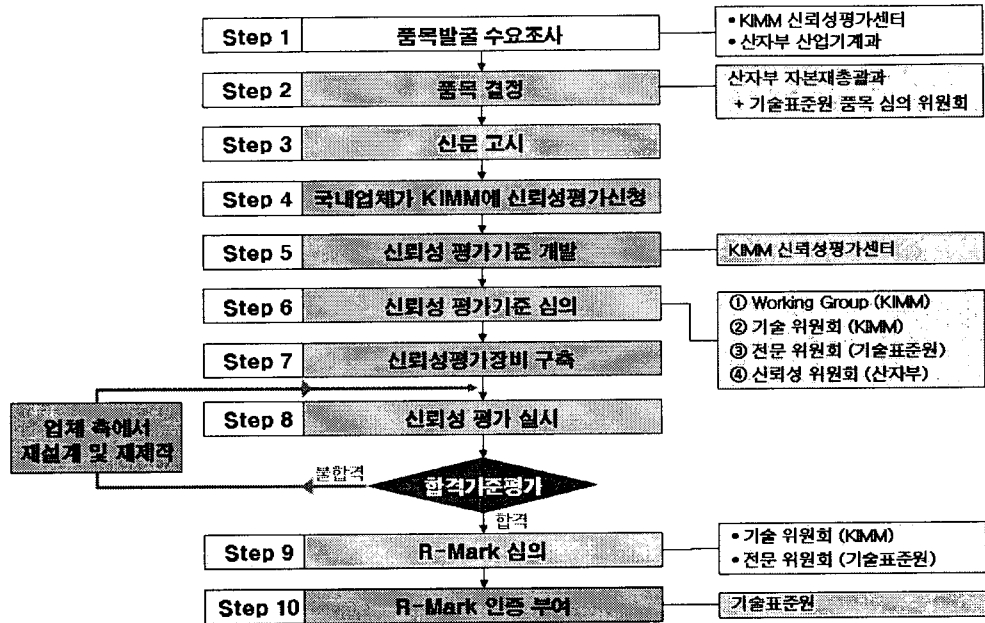 Step 1 품목발굴 수요조사
• KIMM 신뢰성평가센터
• 산자부 산업기계과
Step 2 품목 결정
산자부 자본재총괄과
+ 기술표준원 품목 심의 위원회
Step 3 신문 고시
Step 4 국내업체가 KIMM에 신뢰성평가신청
Step 5 신뢰성 평가기준 개발
KIMM 신뢰성평가센터
Step 6 신뢰성 평가기준 심의
① Working Group (KIMM)
② 기술 위원회 (KIMM)
③ 전문 위원회 (기술표준원)
④ 신뢰성 위원회 (산자부)
Step 7 신뢰성평가장비 구축
Step 8 신뢰성 평가 실시
업체 측에서
재설계 및 재제작
불합격
합격기준평가
합격
Step 9 R-Mark 심의
• 기술 위원회 (KIMM)
• 전문 위원회 (기술표준원)
Step 10 R-Mark 인증 부여
기술표준원